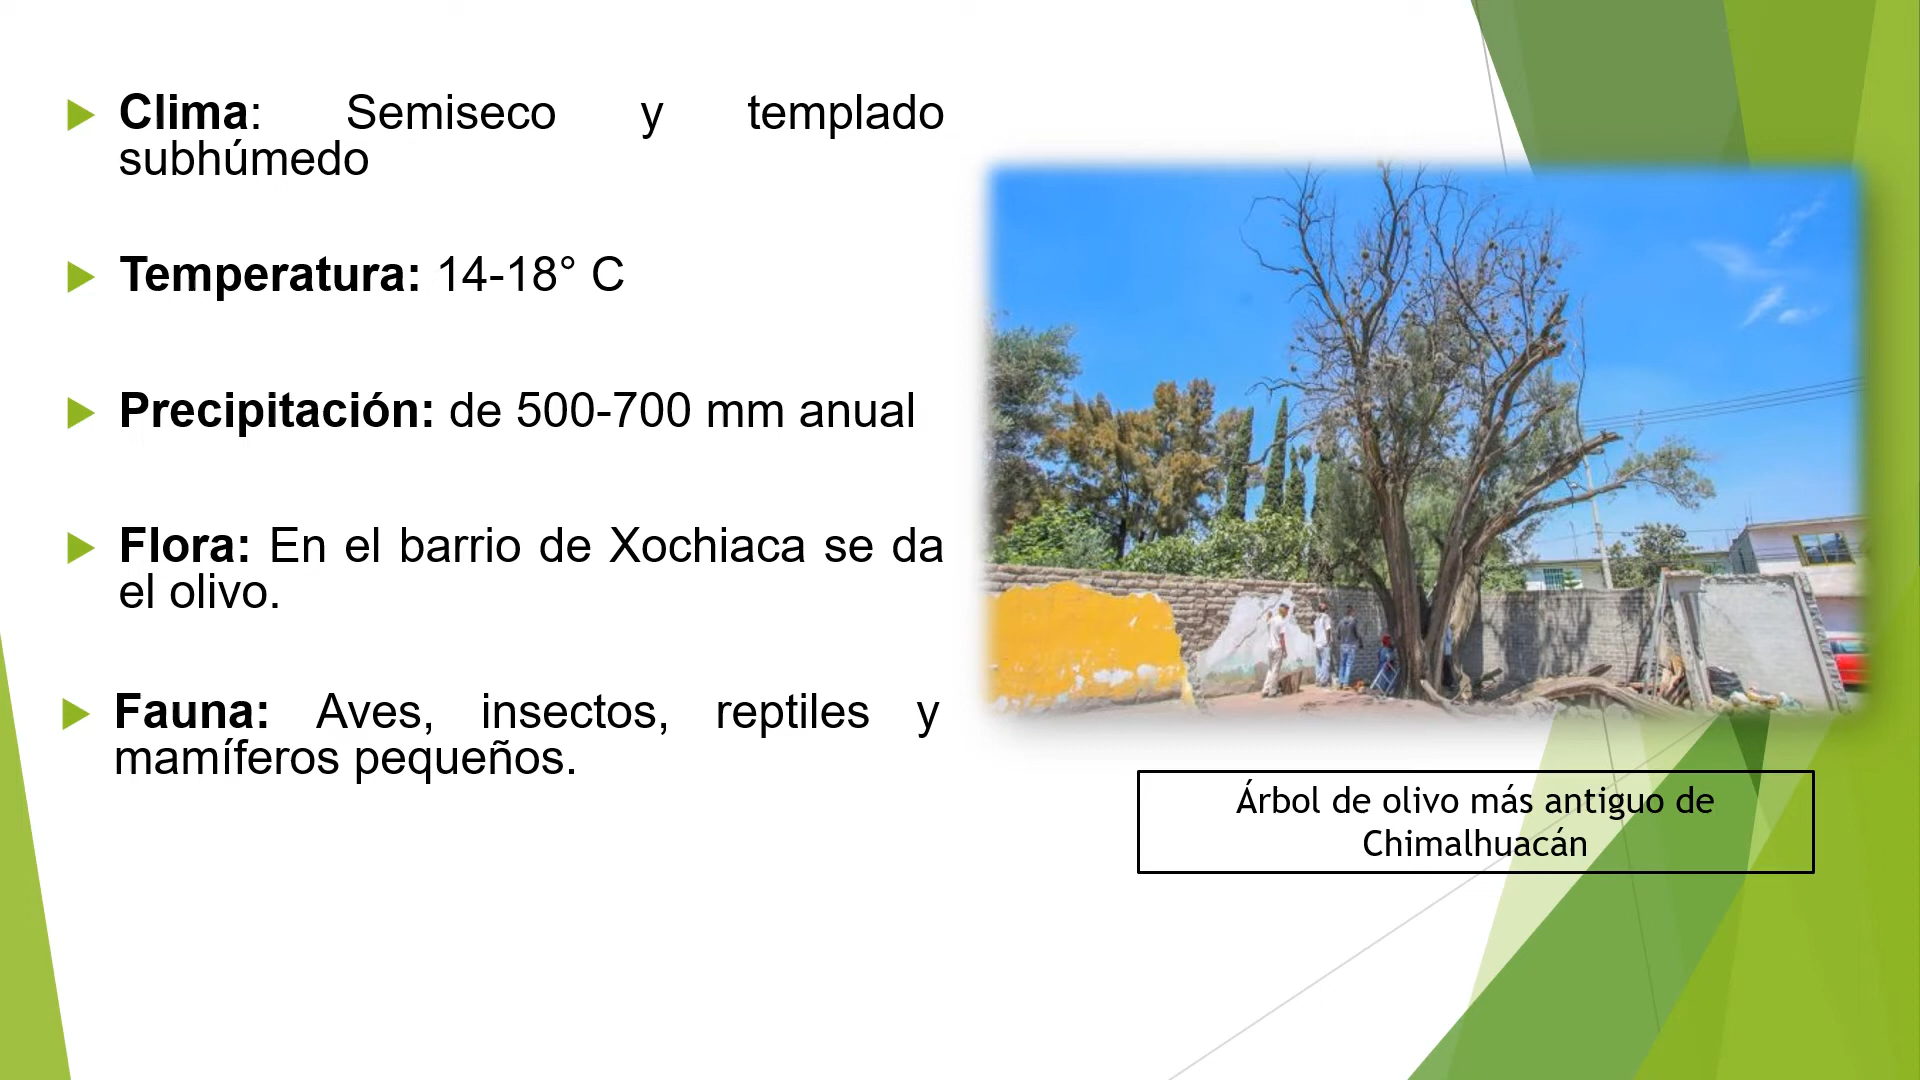 Clima: Semiseco y templado
subhúmedo
Temperatura: 14-18° C
Precipitación: de 500-700 mm anual
Flora: En el barrio de Xochiaca se da
el olivo.
Fauna: Aves, insectos, reptiles y
mamíferos pequeños.
Árbol de olivo más antiguo de
Chimalhuacán